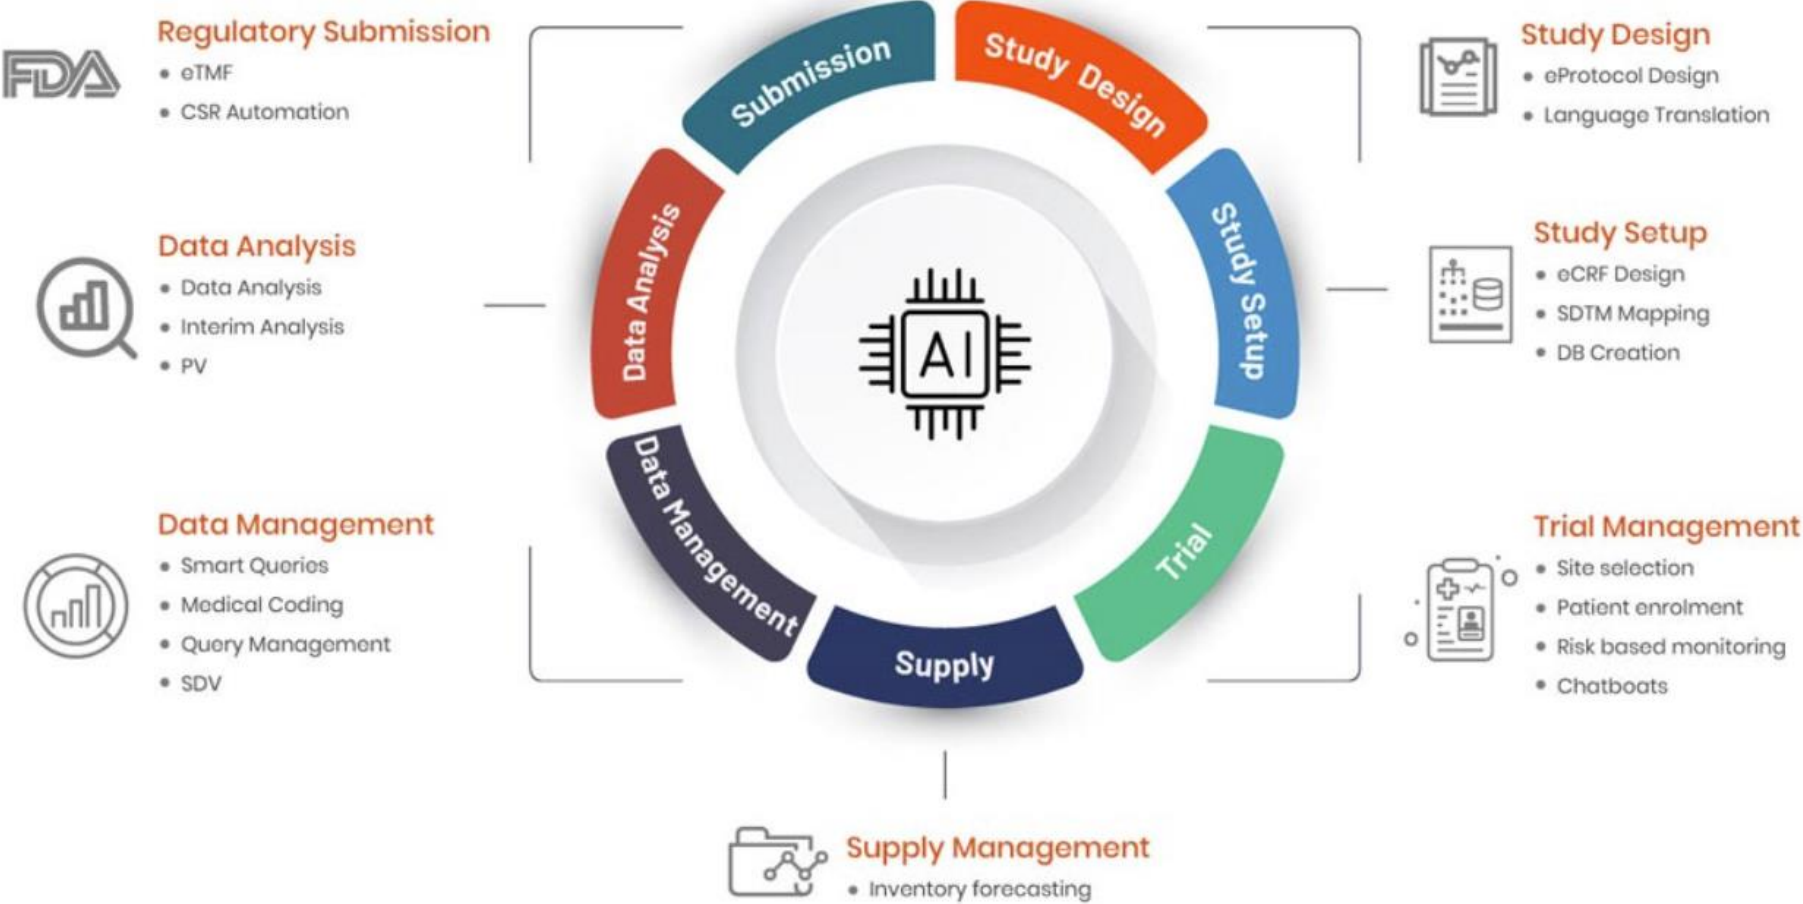 FDA
Regulatory Submission
• eTMF
• CSR Automation
Data Analysis
• Data Analysis
• Interim Analysis
• PV
Data Management
• Smart Queries
• Medical Coding
• Query Management
• SDV
Submission
Study Design
Study Setup
Trial
Supply
Data Management
Data Analysis
AI
Study Design
• eProtocol Design
• Language Translation
Study Setup
• eCRF Design
• SDTM Mapping
• DB Creation
Trial Management
• Site selection
• Patient enrolment
• Risk based monitoring
• Chatboats
Supply Management
• Inventory forecasting